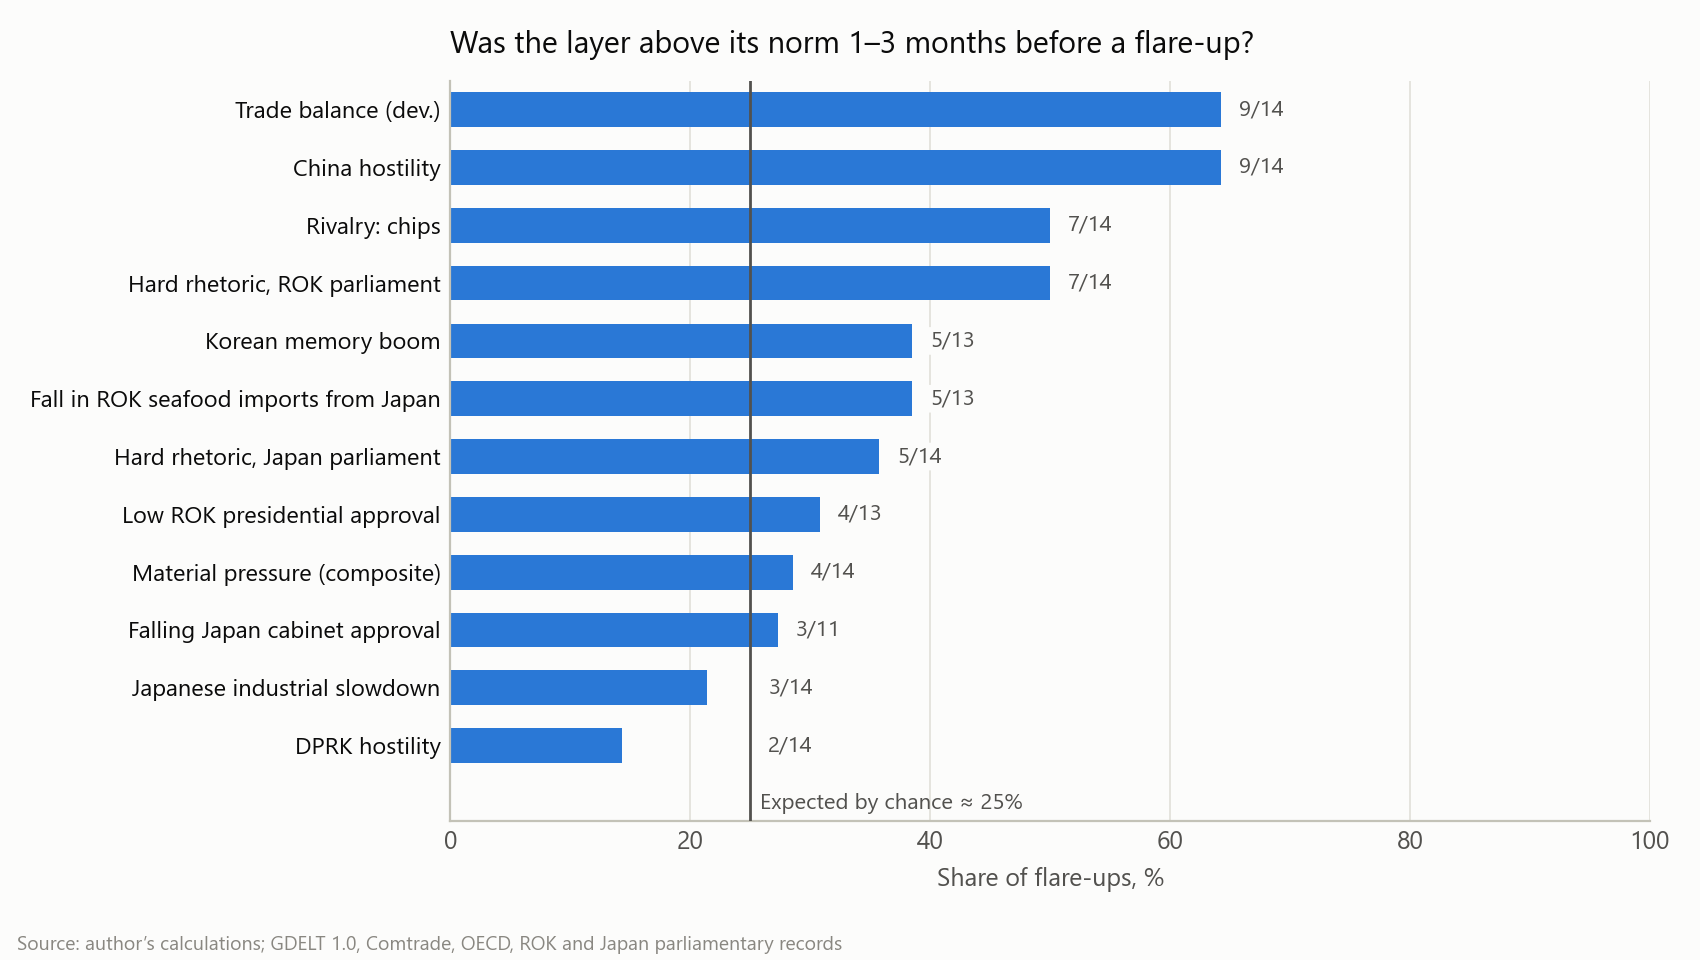 Was the layer above its norm 1–3 months before a flare-up?
Trade balance (dev.) 9/14
China hostility 9/14
Rivalry: chips 7/14
Hard rhetoric, ROK parliament 7/14
Korean memory boom 5/13
Fall in ROK seafood imports from Japan 5/13
Hard rhetoric, Japan parliament 5/14
Low ROK presidential approval 4/13
Material pressure (composite) 4/14
Falling Japan cabinet approval 3/11
Japanese industrial slowdown 3/14
DPRK hostility 2/14
Expected by chance ≈ 25%
0 20 40 60 80 100
Share of flare-ups, %
Source: author’s calculations; GDELT 1.0, Comtrade, OECD, ROK and Japan parliamentary records